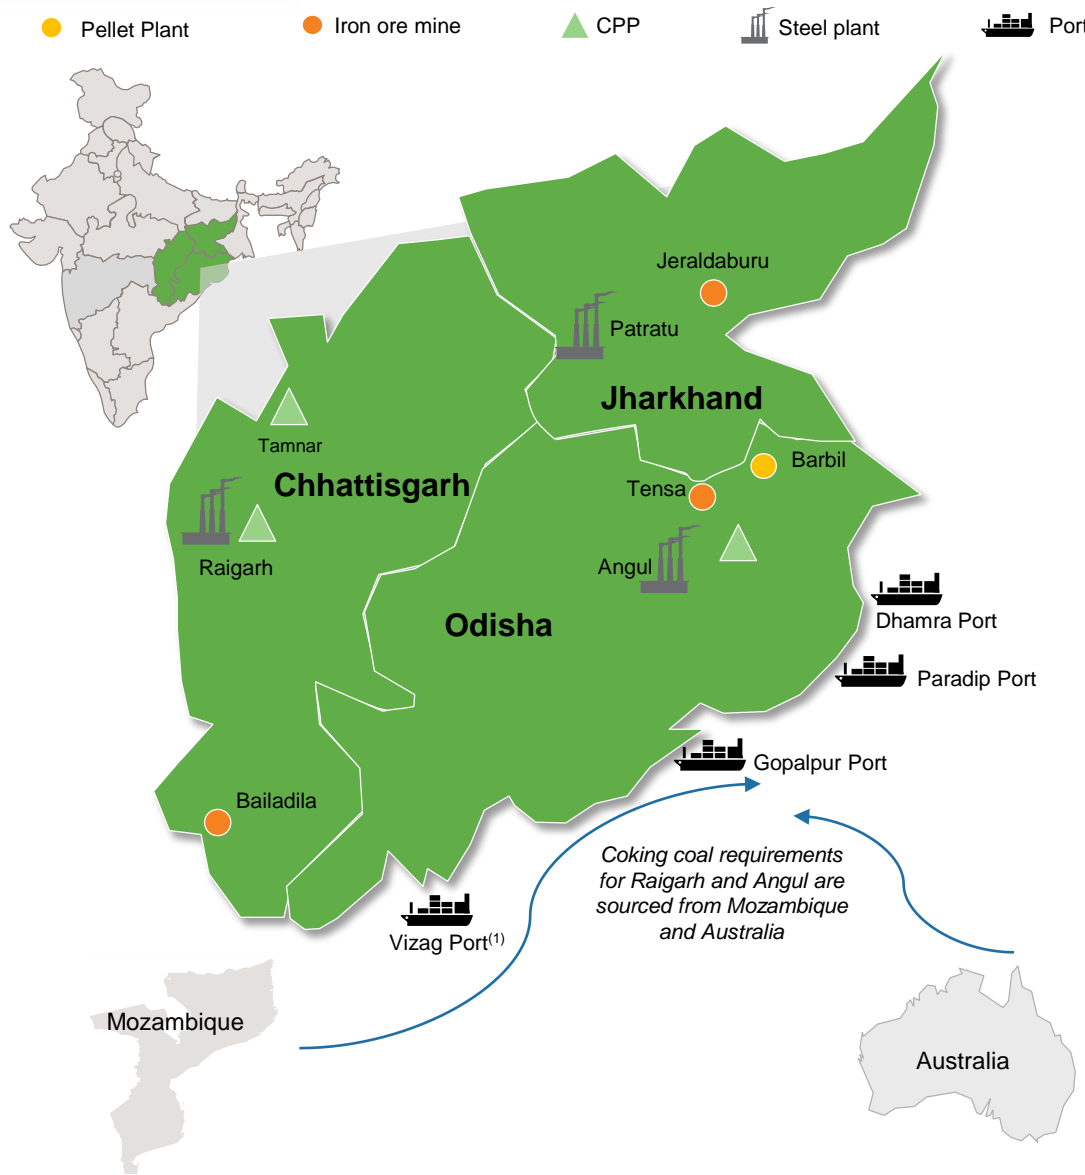 Pellet Plant
Iron ore mine
CPP
Steel plant
Port
Jeraldaburu
Patratu
Jharkhand
Tamnar
Barbil
Chhattisgarh
Tensa
Raigarh
Angul
Odisha
Dhamra Port
Paradip Port
Gopalpur Port
Bailadila
Coking coal requirements
for Raigarh and Angul are
sourced from Mozambique
and Australia
Vizag Port(1)
Mozambique
Australia